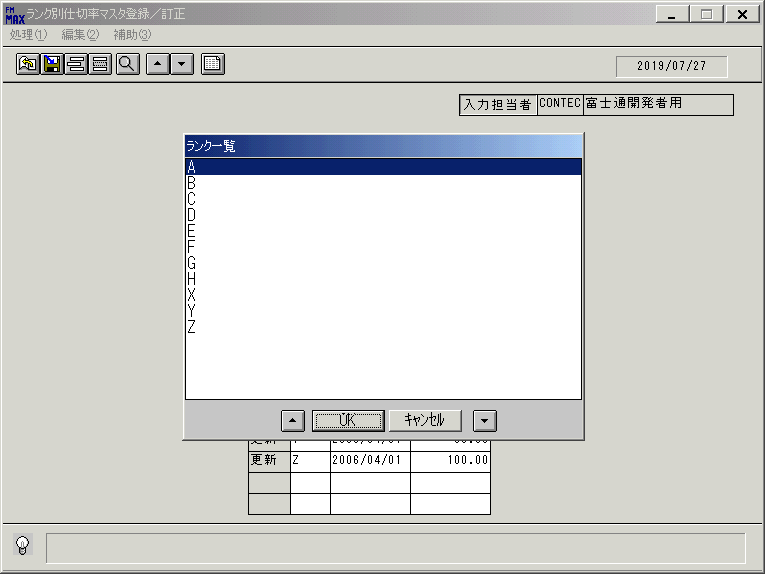 FM MAX ランク別仕切率マスタ登録／訂正
処理(1) 編集(2) 補助(3)
2019/07/27
入力担当者 CONTEC 富士通開発者用
ランク一覧
A
B
C
D
E
F
G
H
X
Y
Z
OK キャンセル
更新 Z 2006/04/01 100.00